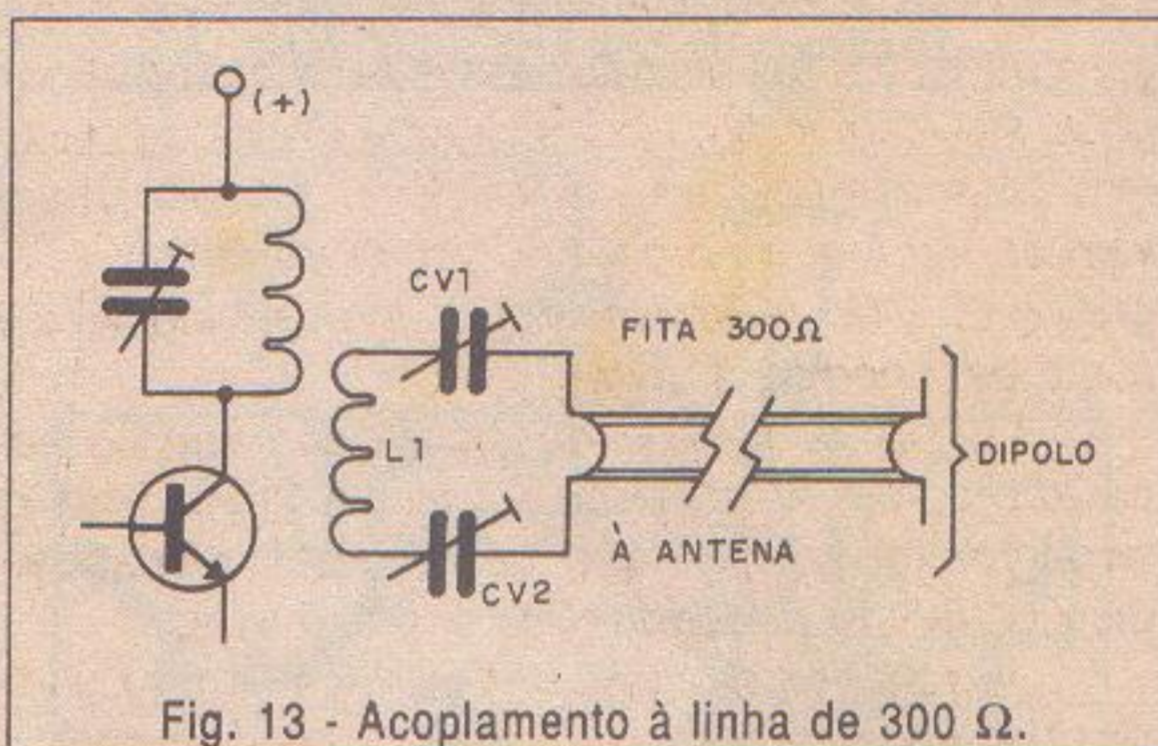 (+)
CV1
FITA 300Ω
L1
DIPOLO
À ANTENA
CV2
Fig. 13 - Acoplamento à linha de 300 Ω.